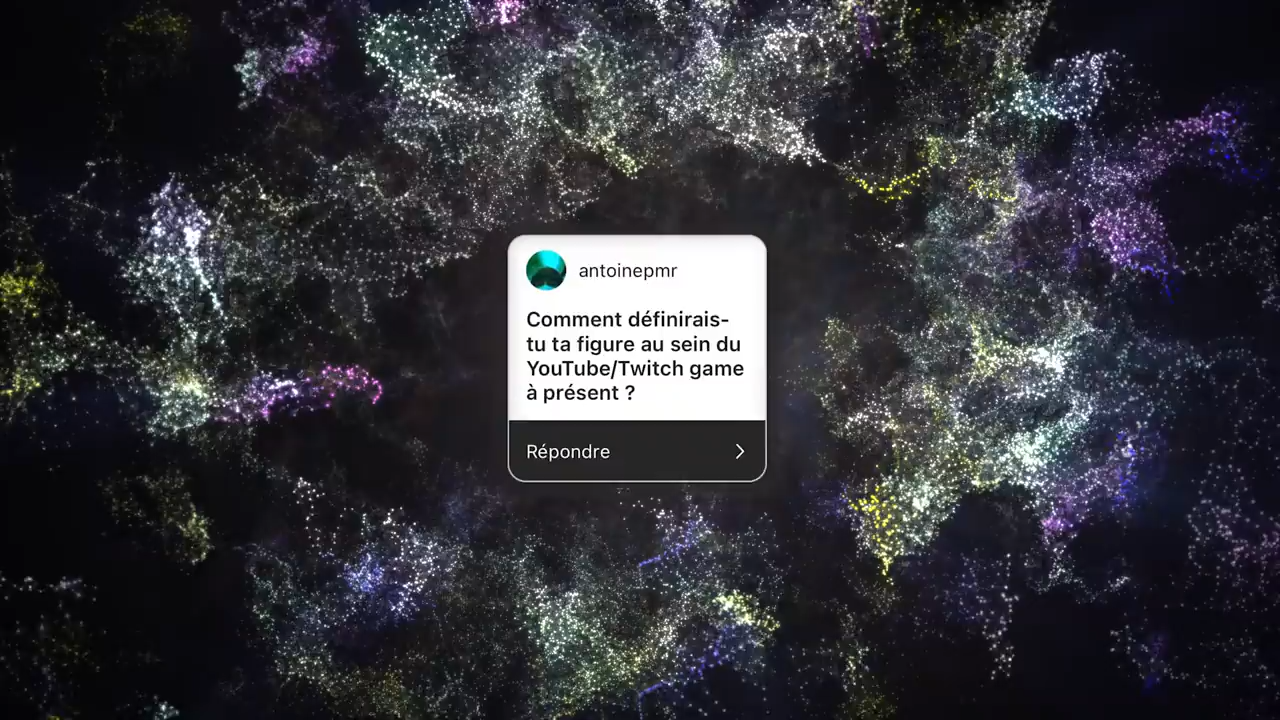 antoinepmr
Comment définirais-
tu ta figure au sein du
YouTube/Twitch game
à présent ?
Répondre